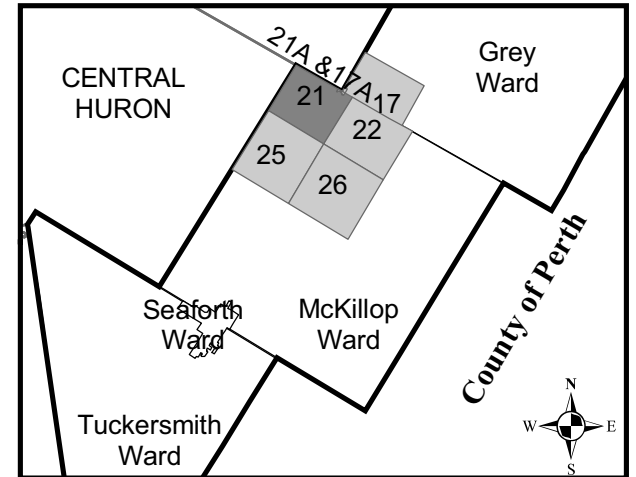 CENTRAL
HURON
21A &17A
Grey
Ward
21
17
22
25
26
Seaforth
Ward
McKillop
Ward
County of Perth
Tuckersmith
Ward
N
W
E
S